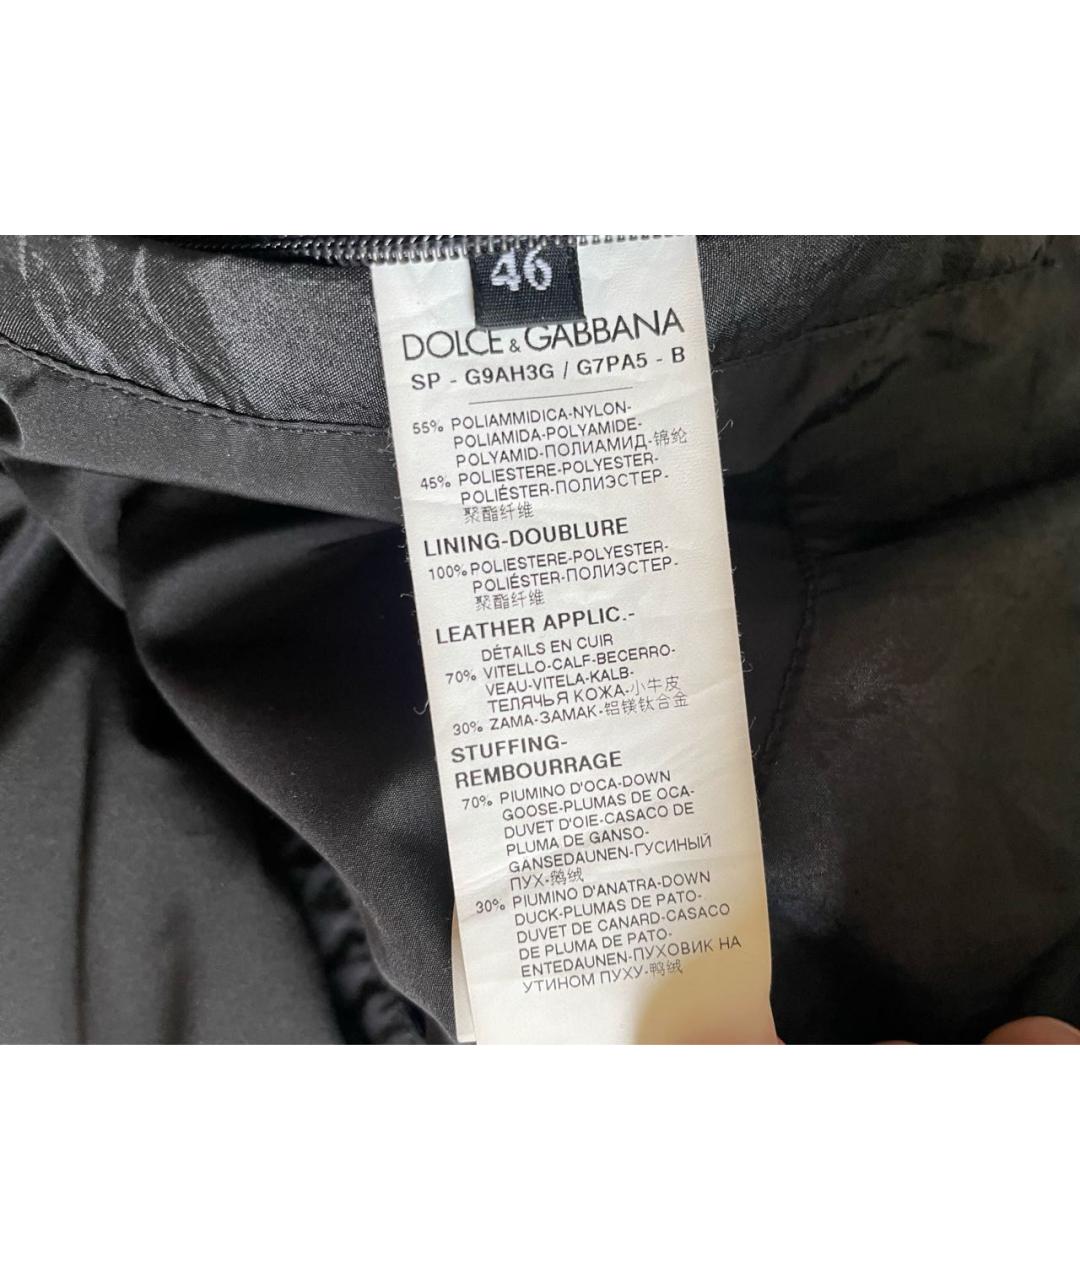 46
DOLCE & GABBANA
SP - G9AH3G / G7PA5 - B
55% POLIAMMIDICA-NYLON-
POLIAMIDA-POLYAMIDE-
POLYAMID-ПОЛИАМИД-锦纶
45% POLIESTERE-POLYESTER-
POLIÉSTER-ПОЛИЭСТЕР-
聚酯纤维
LINING-DOUBLURE
100% POLIESTERE-POLYESTER-
POLIÉSTER-ПОЛИЭСТЕР-
聚酯纤维
LEATHER APPLIC.-
DÉTAILS EN CUIR
70% VITELLO-CALF-BECERRO-
VEAU-VITELA-KALB-
ТЕЛЯЧЬЯ КОЖА-小牛皮
30% ZAMA-ЗАМАК-铝镁钛合金
STUFFING-
REMBOURRAGE
70% PIUMINO D'OCA-DOWN
GOOSE-PLUMAS DE OCA-
DUVET D'OIE-CASACO DE
PLUMA DE GANSO-
GANSEDAUNEN-ГУСИНЫЙ
ПУХ-鹅绒
30% PIUMINO D'ANATRA-DOWN
DUCK-PLUMAS DE PATO-
DUVET DE CANARD-CASACO
DE PLUMA DE PATO-
ENTEDAUNEN-ПУХОВИК НА
УТИНОМ ПУХУ-鸭绒